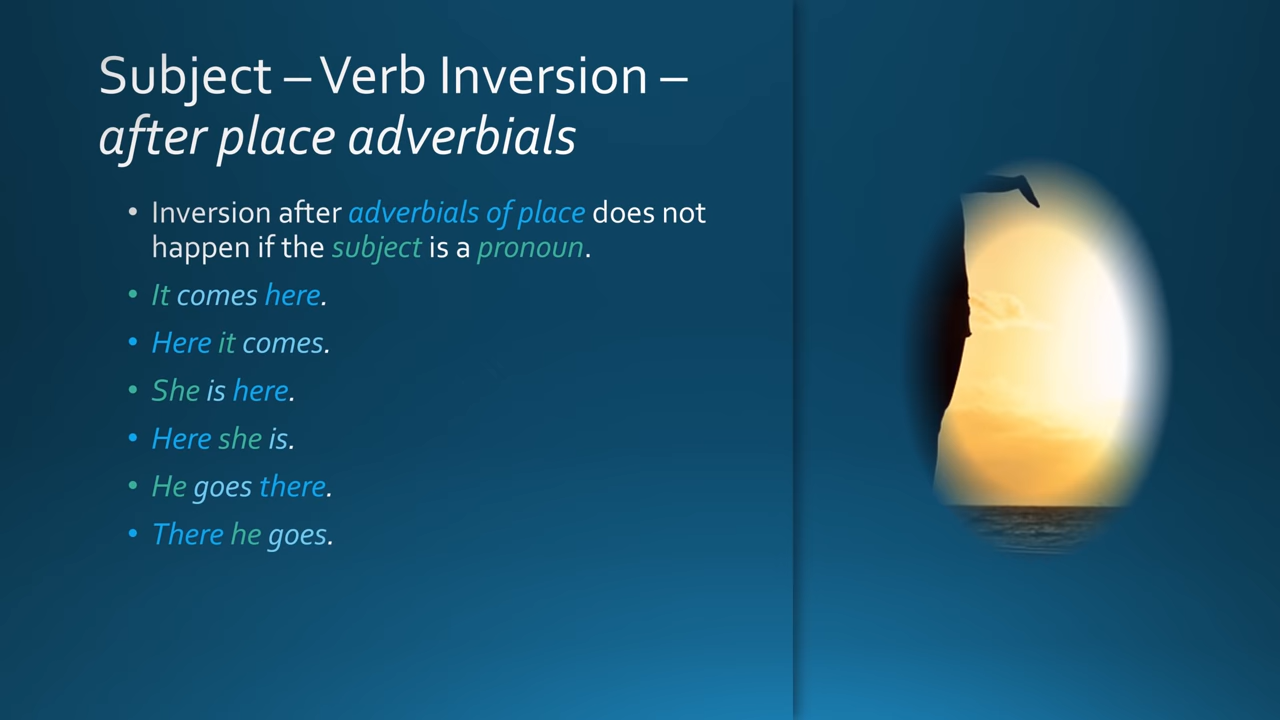 Subject – Verb Inversion –
after place adverbials
• Inversion after adverbials of place does not
happen if the subject is a pronoun.
• It comes here.
• Here it comes.
• She is here.
• Here she is.
• He goes there.
• There he goes.